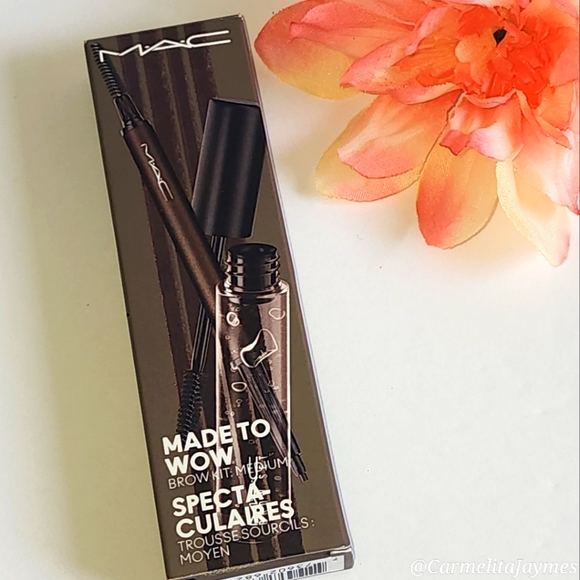 MAC
MAC
MADE TO
WOW
BROW KIT: MEDIUM
SPECTA-
CULAIRES
TROUSSE SOURCILS :
MOYEN
@CarmelitaJaymes